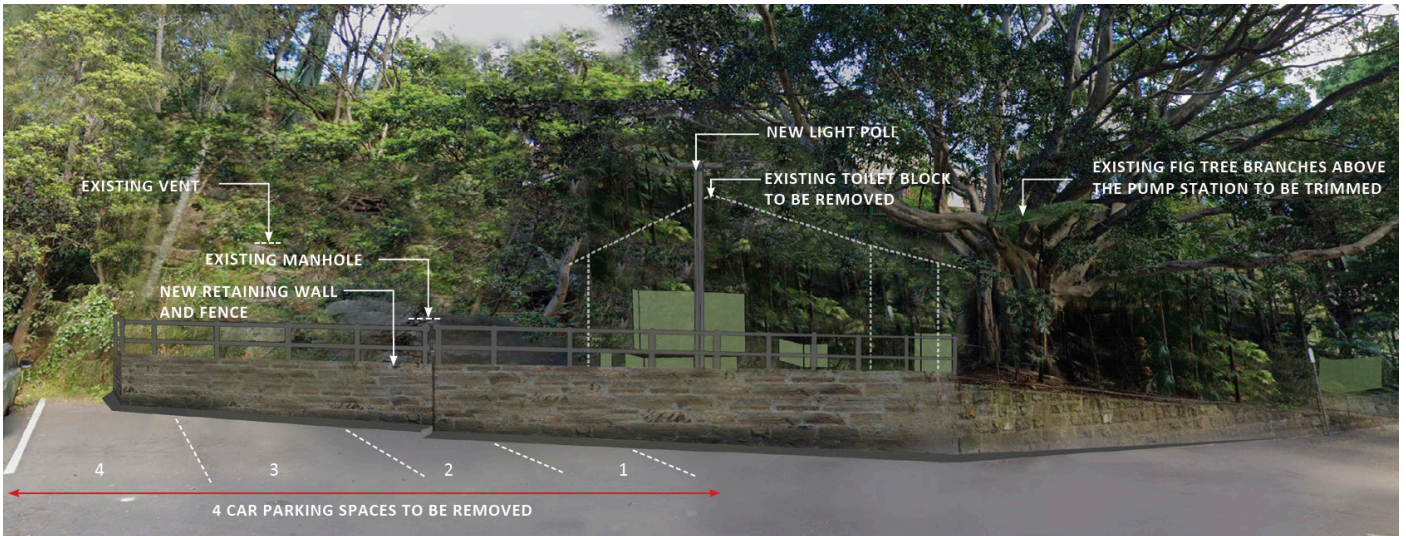 NEW LIGHT POLE
EXISTING TOILET BLOCK
TO BE REMOVED
EXISTING FIG TREE BRANCHES ABOVE
THE PUMP STATION TO BE TRIMMED
EXISTING VENT
EXISTING MANHOLE
NEW RETAINING WALL
AND FENCE
4
3
2
1
4 CAR PARKING SPACES TO BE REMOVED